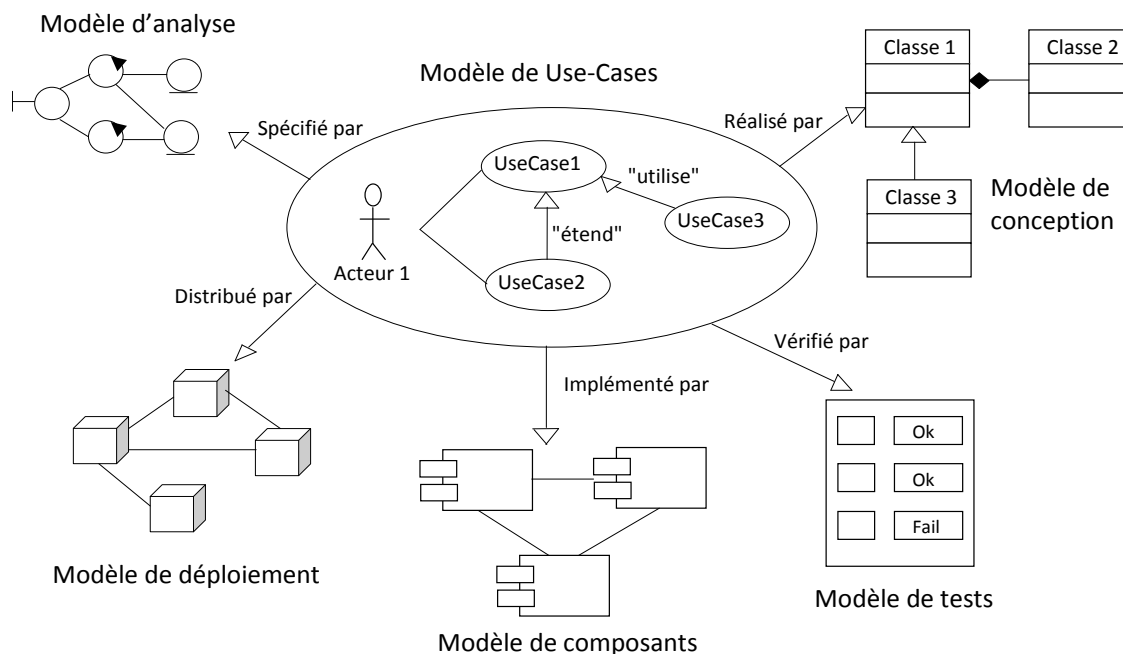 Modèle d'analyse
Modèle de Use-Cases
Classe 1
Classe 2
Spécifié par
Réalisé par
UseCase1
"utilise"
UseCase3
Classe 3
Modèle de
conception
"étend"
Acteur 1
UseCase2
Distribué par
Vérifié par
Implémenté par
Ok
Ok
Fail
Modèle de déploiement
Modèle de tests
Modèle de composants